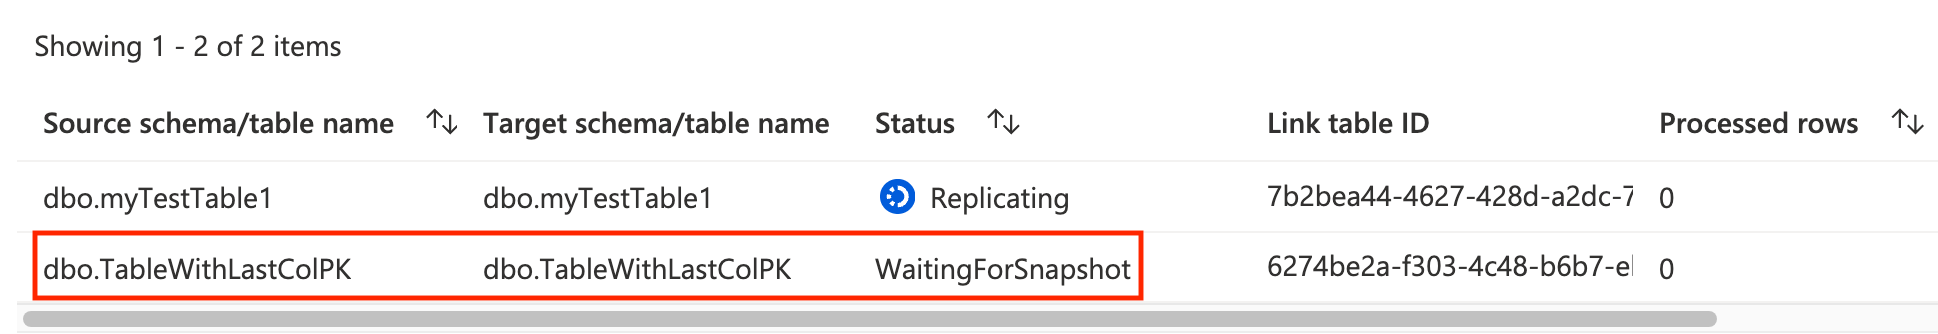 Showing 1 - 2 of 2 items
Source schema/table name Target schema/table name Status Link table ID Processed rows
dbo.myTestTable1 dbo.myTestTable1 Replicating 7b2bea44-4627-428d-a2dc-7 0
dbo.TableWithLastColPK dbo.TableWithLastColPK WaitingForSnapshot 6274be2a-f303-4c48-b6b7-e 0